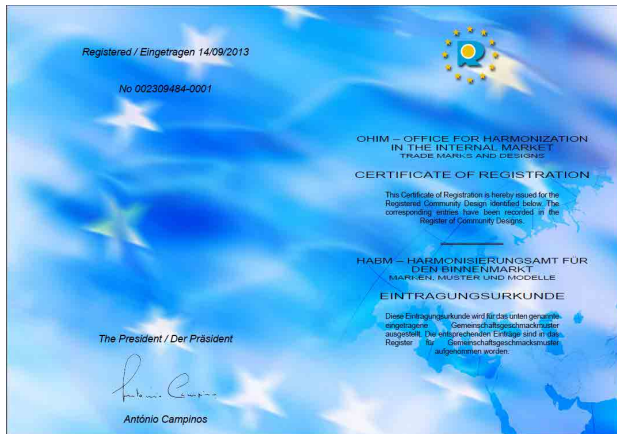 Registered / Eingetragen 14/09/2013
No 002309484-0001
The President / Der Präsident
António Campinos
OHIM – OFFICE FOR HARMONIZATION
IN THE INTERNAL MARKET
TRADE MARKS AND DESIGNS
CERTIFICATE OF REGISTRATION
This Certificate of Registration is hereby issued for the
Registered Community Design identified below. The
corresponding entries have been recorded in the
Register of Community Designs.
HABM – HARMONISIERUNGSAMT FÜR
DEN BINNENMARKT
MARKEN, MUSTER UND MODELLE
EINTRAGUNGSURKUNDE
Diese Eintragungsurkunde wird für das unten genannte
eingetragene Gemeinschaftsgeschmackmuster
ausgestellt. Die entsprechenden Einträge sind in das
Register für Gemeinschaftsgeschmacksmuster
aufgenommen worden.